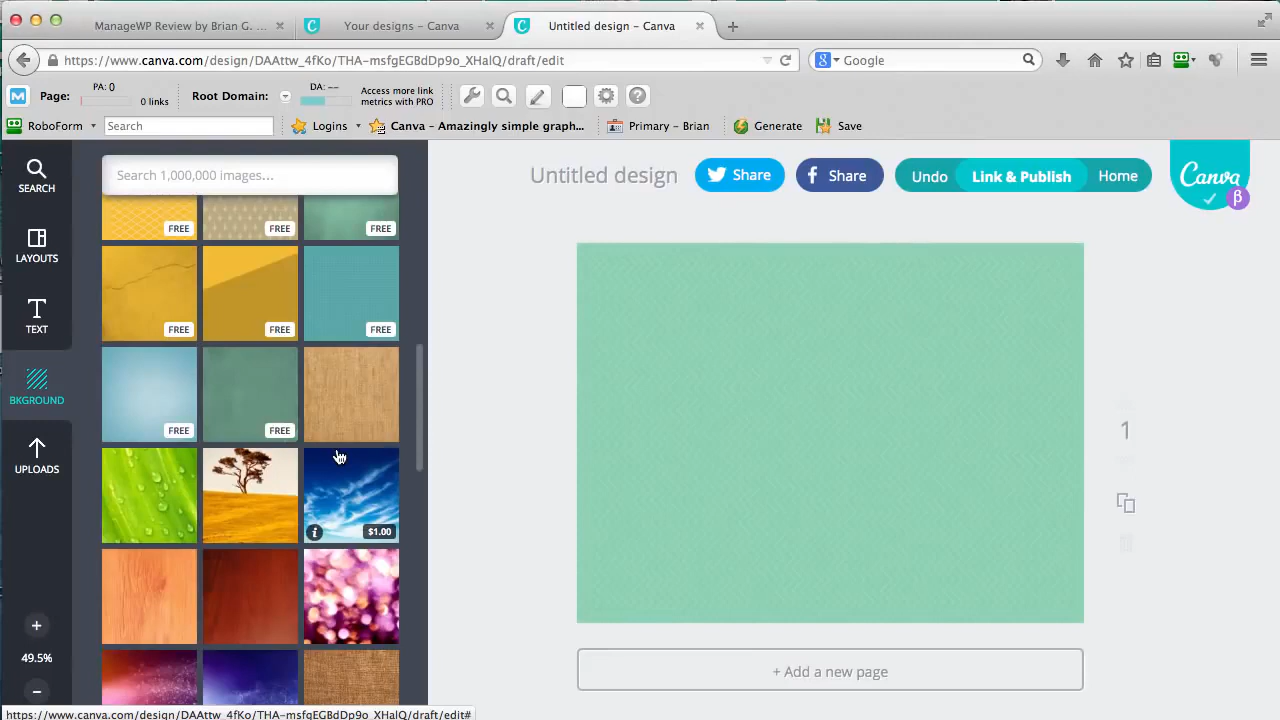 ManageWP Review by Brian G. ...
Your designs – Canva
Untitled design – Canva
https://www.canva.com/design/DAAttw_4fKo/THA-msfgEGBdDp9o_XHalQ/draft/edit
Google
Page:
PA: 0
0 links
Root Domain:
DA: --
Access more link
metrics with PRO
RoboForm
Search
Logins
Canva – Amazingly simple graph...
Primary – Brian
Generate
Save
SEARCH
LAYOUTS
TEXT
BKGROUND
UPLOADS
49.5%
Search 1,000,000 images...
FREE
FREE
FREE
FREE
FREE
FREE
FREE
FREE
i
$1.00
Untitled design
Share
Share
Undo
Link & Publish
Home
Canva
β
1
+ Add a new page
https://www.canva.com/design/DAAttw_4fKo/THA-msfgEGBdDp9o_XHalQ/draft/edit#